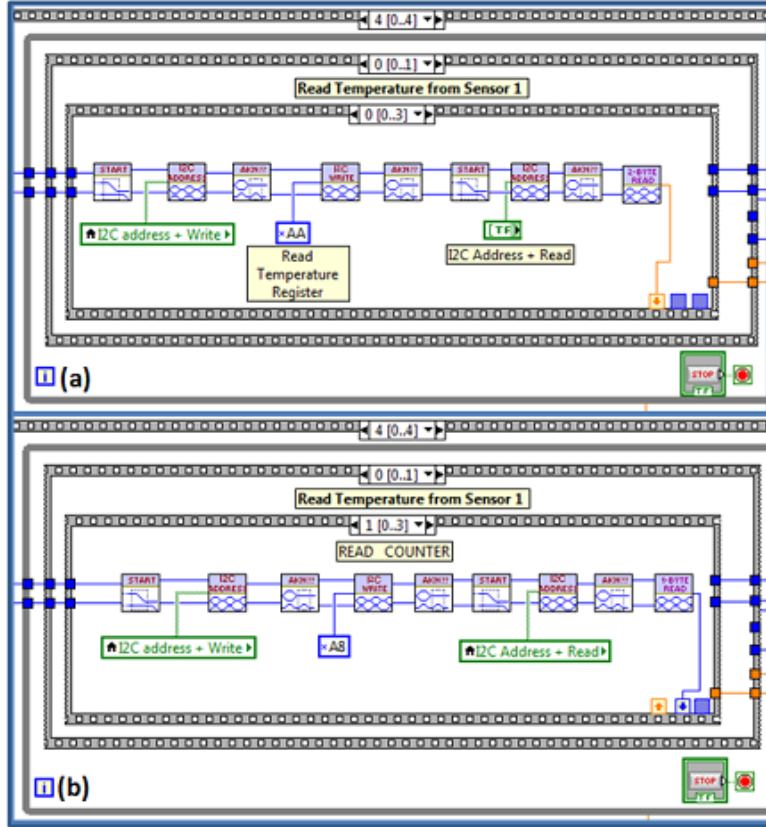 4 [0..4]
0 [0..1]
Read Temperature from Sensor 1
0 [0..3]
START
I2C ADDRESS
AKN!!!
I2C WRITE
AKN!!!
START
I2C ADDRESS
AKN!!!
2-BYTE READ
I2C address + Write
×AA
TF
Read
Temperature
Register
I2C Address + Read
i
(a)
STOP
TF
4 [0..4]
0 [0..1]
Read Temperature from Sensor 1
1 [0..3]
READ COUNTER
START
I2C ADDRESS
AKN!!!
I2C WRITE
AKN!!!
START
I2C ADDRESS
AKN!!!
1-BYTE READ
I2C address + Write
×A8
I2C Address + Read
i
(b)
STOP
TF